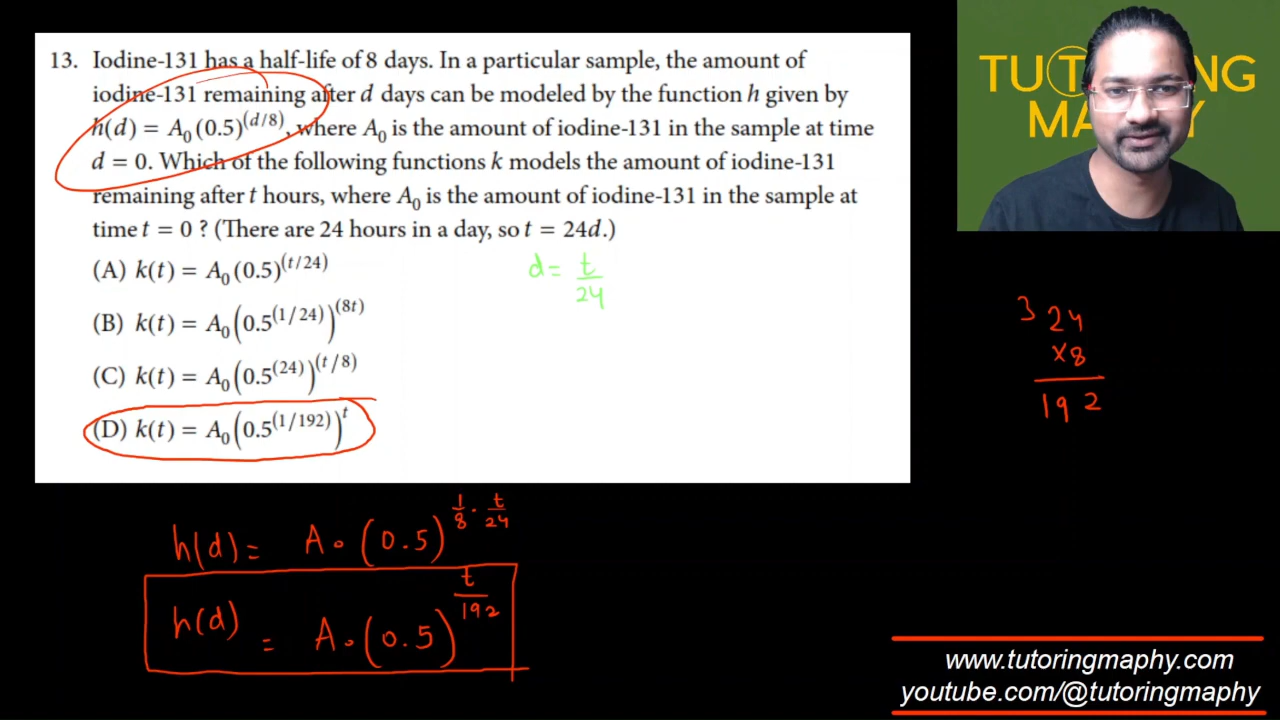 13. Iodine-131 has a half-life of 8 days. In a particular sample, the amount of
iodine-131 remaining after d days can be modeled by the function h given by
h(d) = A₀(0.5)^(d/8), where A₀ is the amount of iodine-131 in the sample at time
d = 0. Which of the following functions k models the amount of iodine-131
remaining after t hours, where A₀ is the amount of iodine-131 in the sample at
time t = 0 ? (There are 24 hours in a day, so t = 24d.)
(A) k(t) = A₀(0.5)^(t/24)
(B) k(t) = A₀(0.5^(1/24))^(8t)
(C) k(t) = A₀(0.5^(24))^(t/8)
(D) k(t) = A₀(0.5^(1/192))^t
d = t/24
3 24
×8
192
h(d) = A₀(0.5)^(1/8 · t/24)
h(d) = A₀(0.5)^(t/192)
www.tutoringmaphy.com
youtube.com/@tutoringmaphy